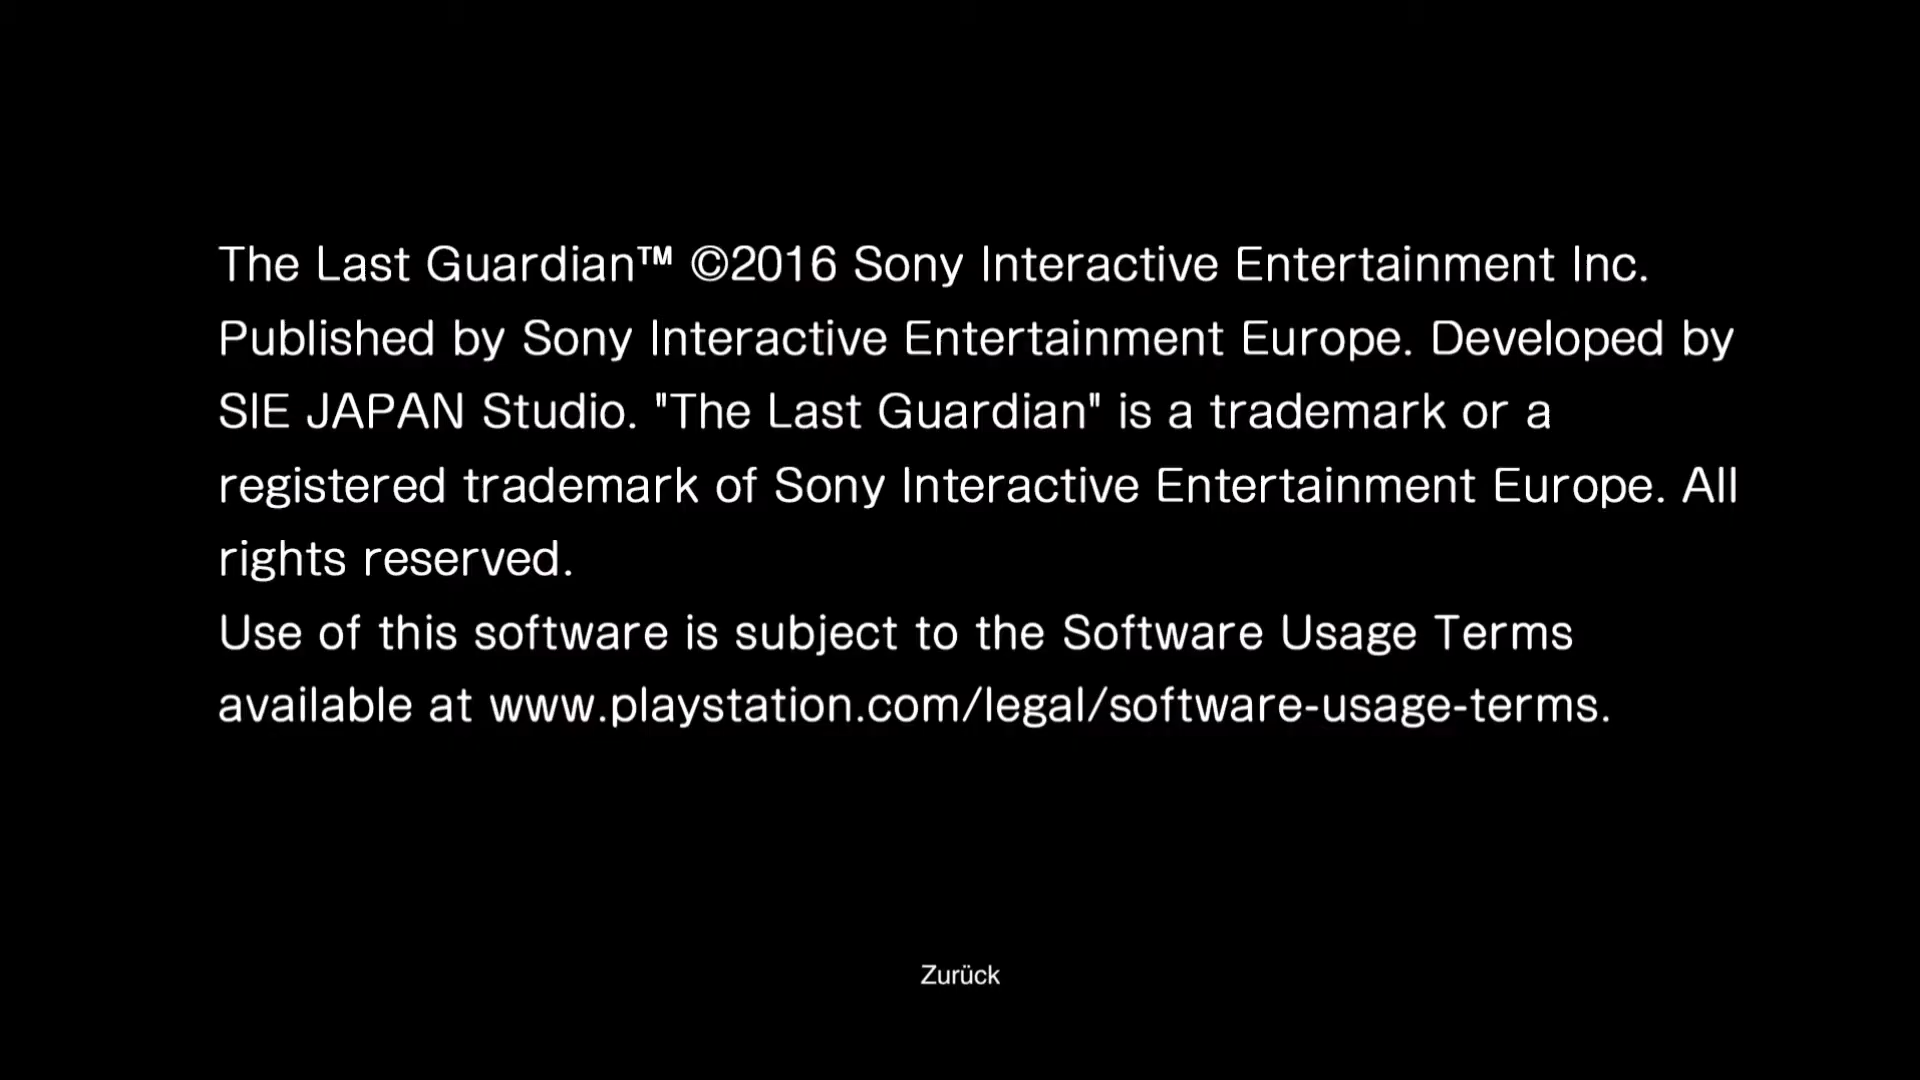 The Last Guardian™ ©2016 Sony Interactive Entertainment Inc.
Published by Sony Interactive Entertainment Europe. Developed by
SIE JAPAN Studio. "The Last Guardian" is a trademark or a
registered trademark of Sony Interactive Entertainment Europe. All
rights reserved.
Use of this software is subject to the Software Usage Terms
available at www.playstation.com/legal/software-usage-terms.
Zurück